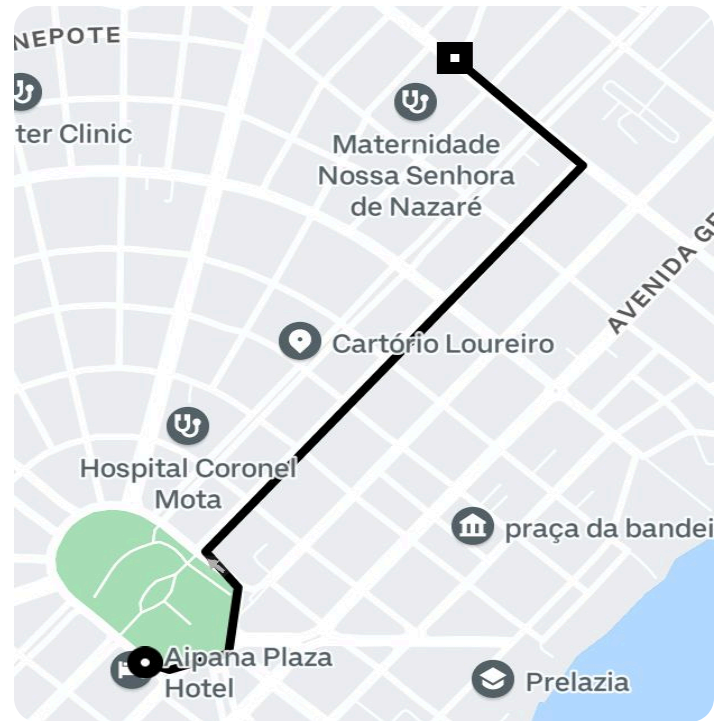 NEPOTE
ter Clinic
Maternidade
Nossa Senhora
de Nazaré
AVENIDA GE
Cartório Loureiro
Hospital Coronel
Mota
praça da bandei
Aipana Plaza
Hotel
Prelazia